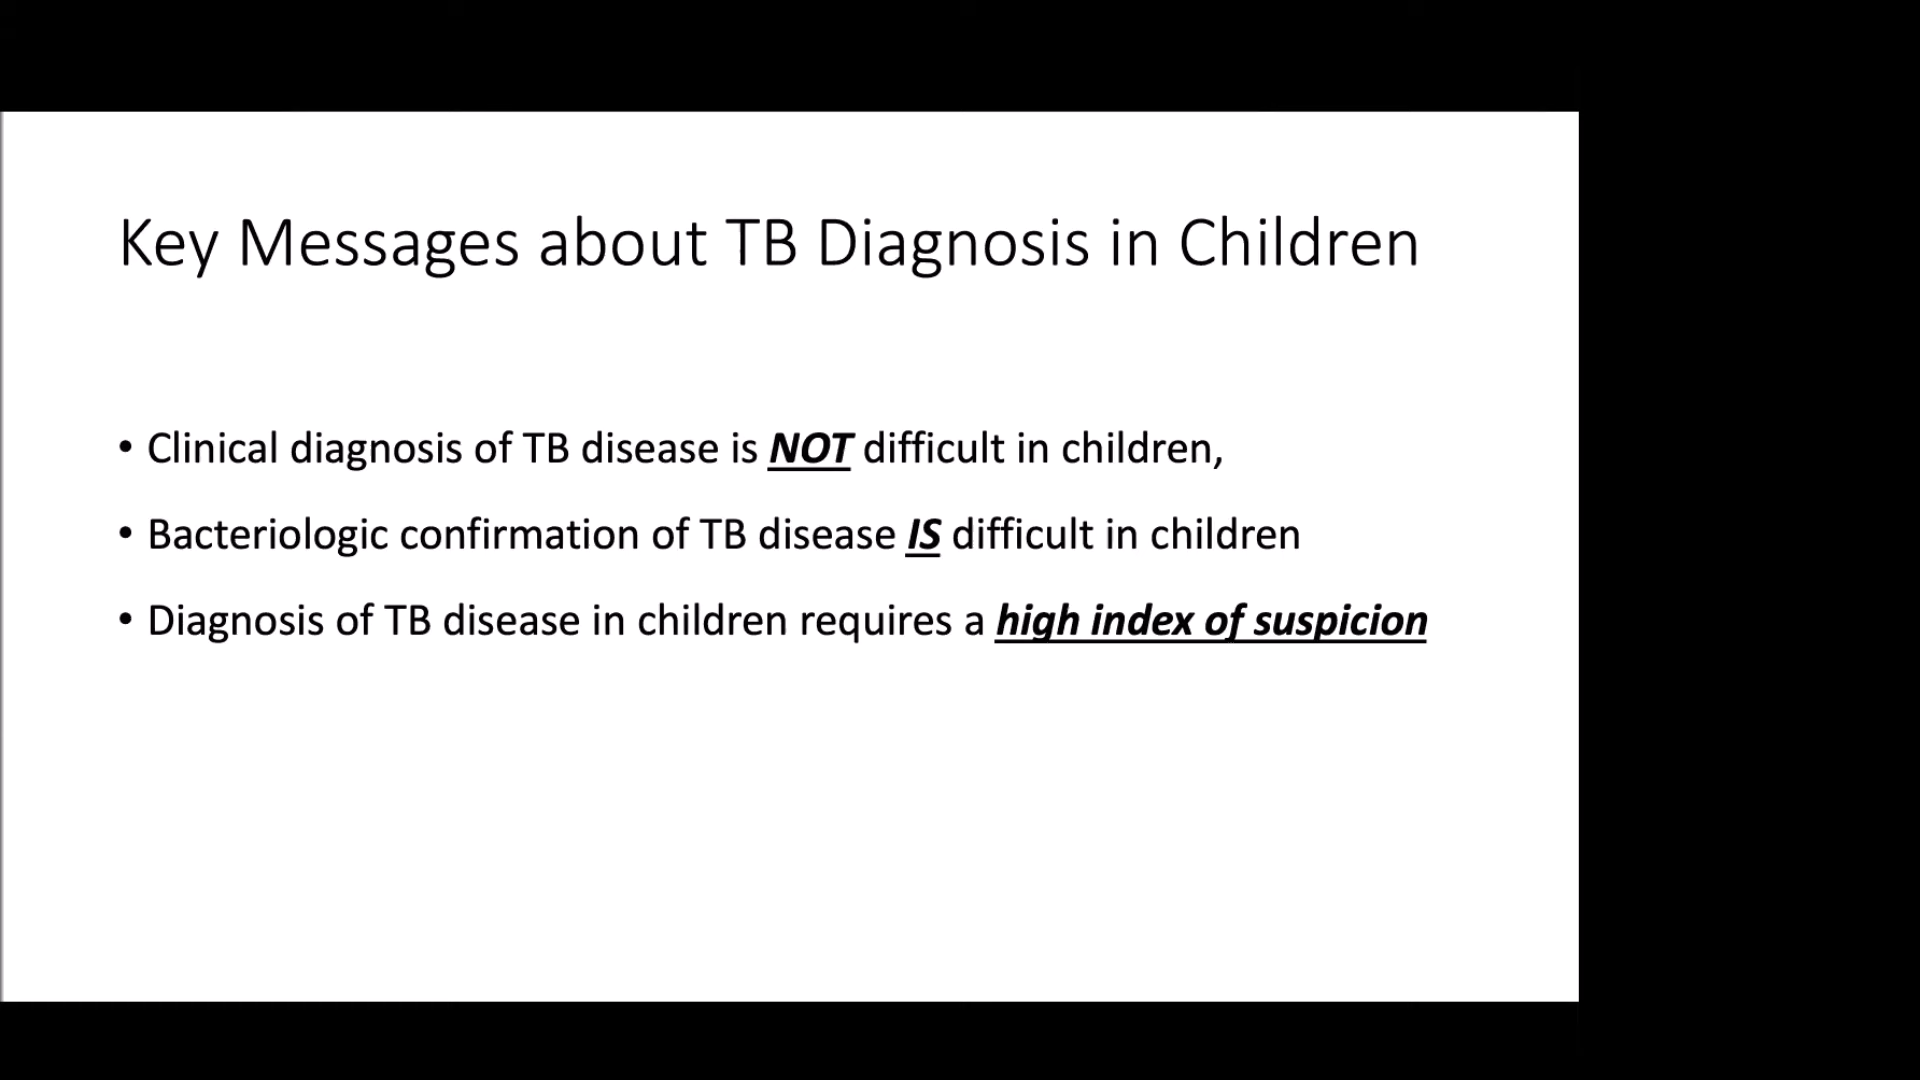 Key Messages about TB Diagnosis in Children
• Clinical diagnosis of TB disease is NOT difficult in children,
• Bacteriologic confirmation of TB disease IS difficult in children
• Diagnosis of TB disease in children requires a high index of suspicion